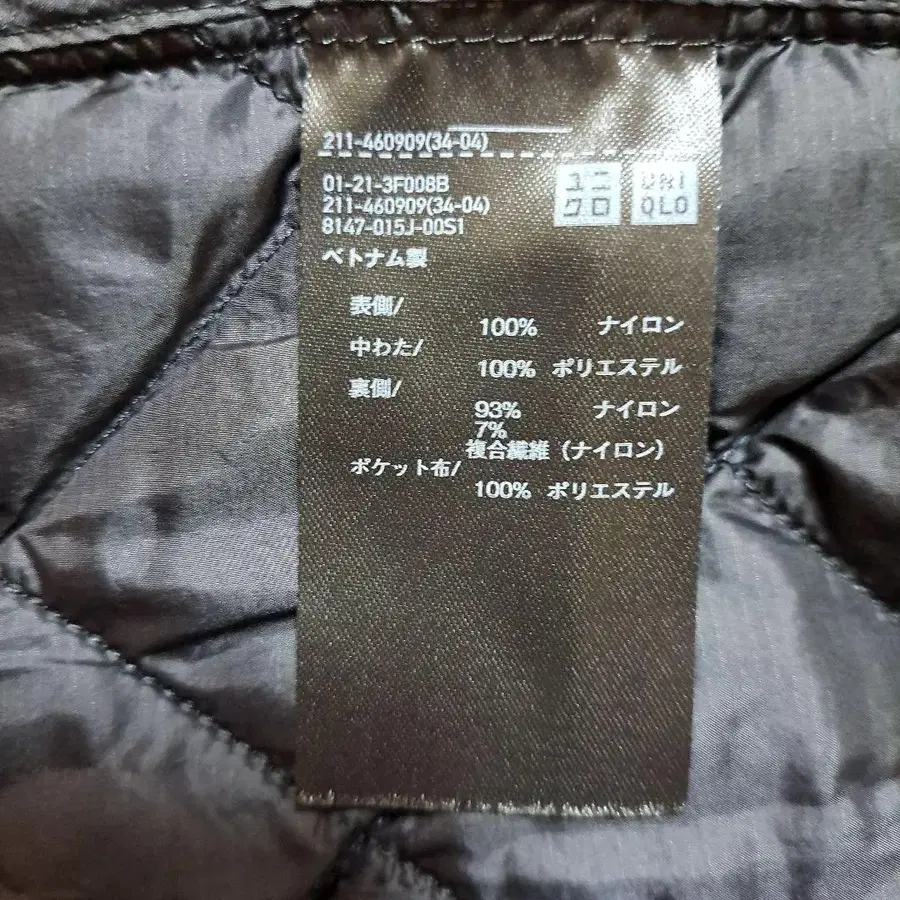 211-460909(34-04)
01-21-3F008B
211-460909(34-04)
8147-015J-00S1
ユニ
クロ
UNI
QLO
ベトナム製
表側/
100% ナイロン
中わた/
100% ポリエステル
裏側/
93% ナイロン
7%
複合繊維（ナイロン）
ポケット布/
100% ポリエステル